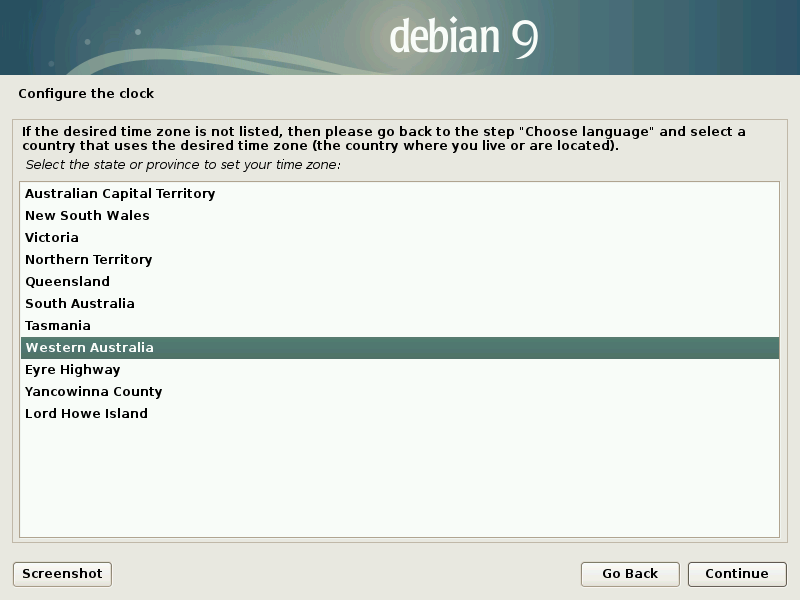 debian 9
Configure the clock
If the desired time zone is not listed, then please go back to the step "Choose language" and select a
country that uses the desired time zone (the country where you live or are located).
Select the state or province to set your time zone:
Australian Capital Territory
New South Wales
Victoria
Northern Territory
Queensland
South Australia
Tasmania
Western Australia
Eyre Highway
Yancowinna County
Lord Howe Island
Screenshot
Go Back
Continue